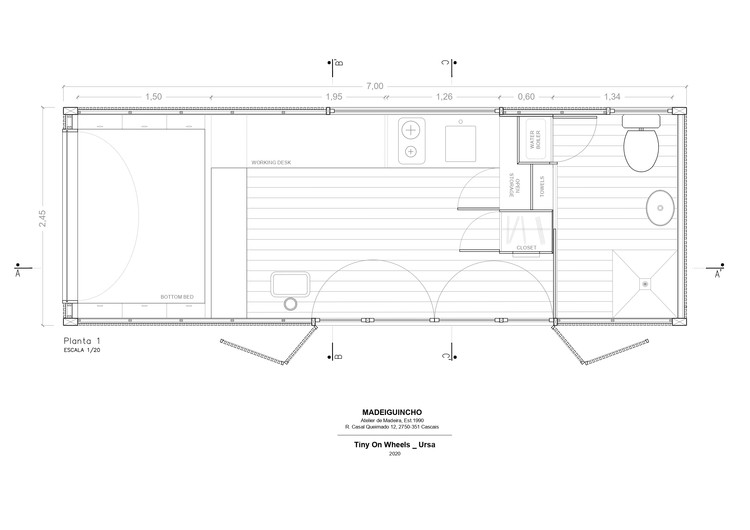 B
C
7,00
1,50
1,95
1,26
0,60
1,34
2,45
WATER
BOILER
WORKING DESK
OPEN
STORAGE
TOWELS
CLOSET
BOTTOM BED
A
A'
B
C
Planta 1
ESCALA 1/20
MADEIGUINCHO
Atelier de Madeira, Est.1990
R. Casal Queimado 12, 2750-351 Cascais
Tiny On Wheels _ Ursa
2020